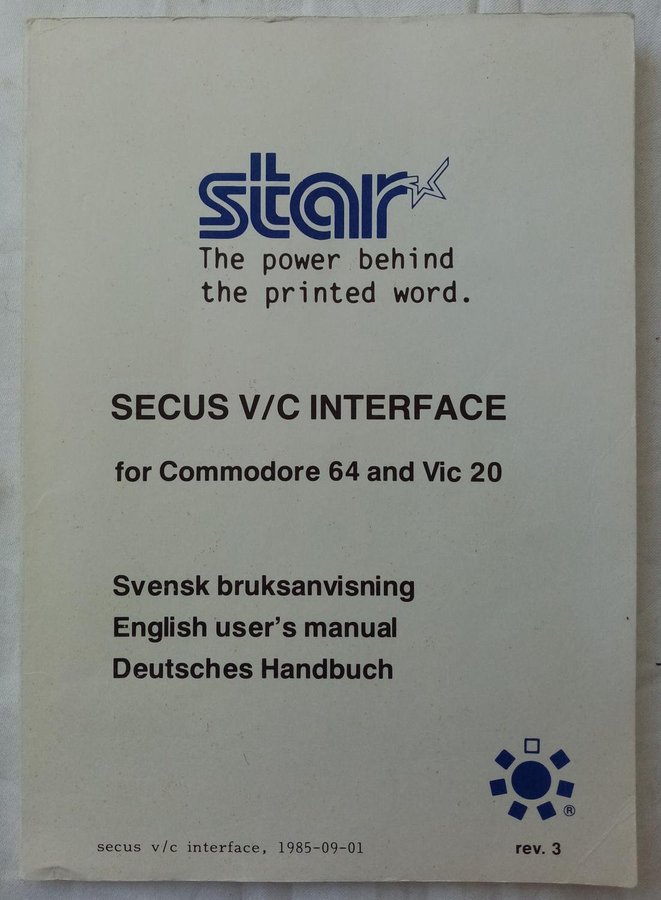 star
The power behind
the printed word.
SECUS V/C INTERFACE
for Commodore 64 and Vic 20
Svensk bruksanvisning
English user's manual
Deutsches Handbuch
®
secus v/c interface, 1985-09-01
rev. 3